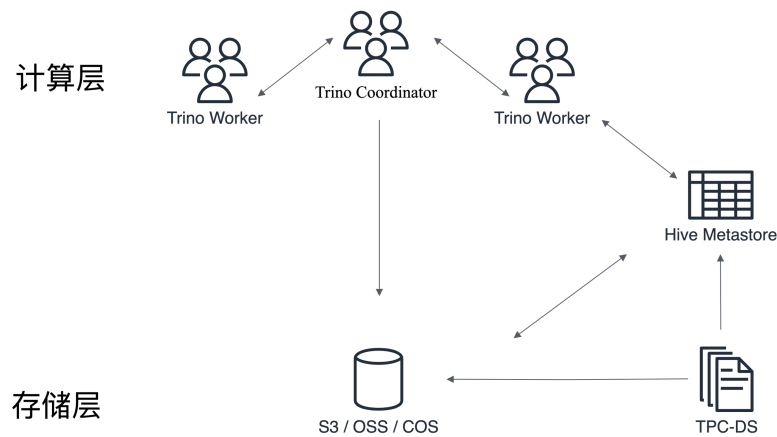 计算层
Trino Worker
Trino Coordinator
Trino Worker
Hive Metastore
存储层
S3 / OSS / COS
TPC-DS